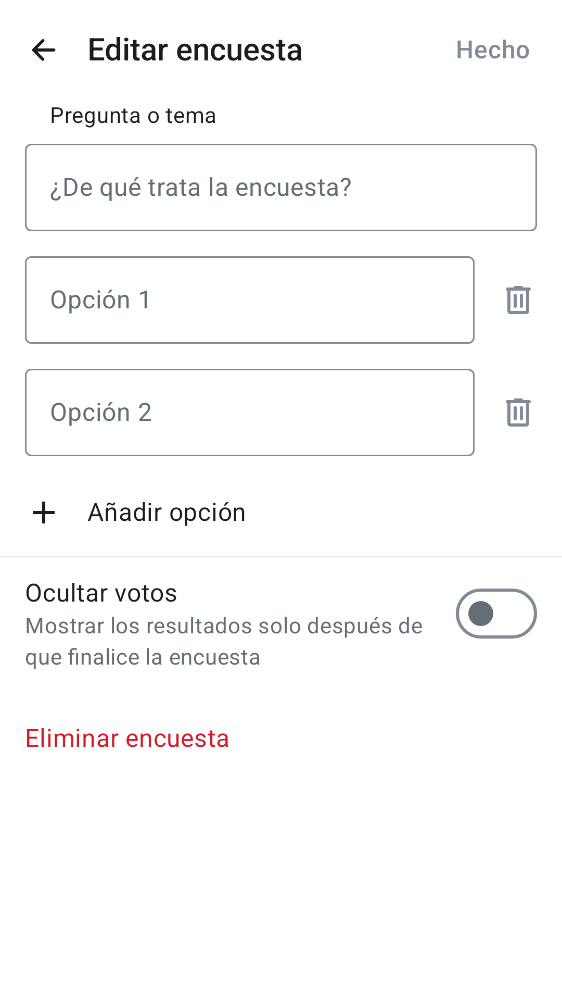 Editar encuesta
Hecho
Pregunta o tema
¿De qué trata la encuesta?
Opción 1
Opción 2
Añadir opción
Ocultar votos
Mostrar los resultados solo después de
que finalice la encuesta
Eliminar encuesta